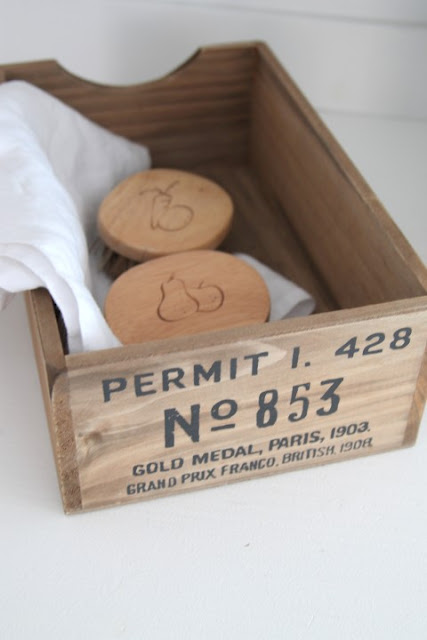 PERMIT I. 428
No 853
GOLD MEDAL, PARIS, 1903.
GRAND PRIX, FRANCO, BRITISH, 1908.